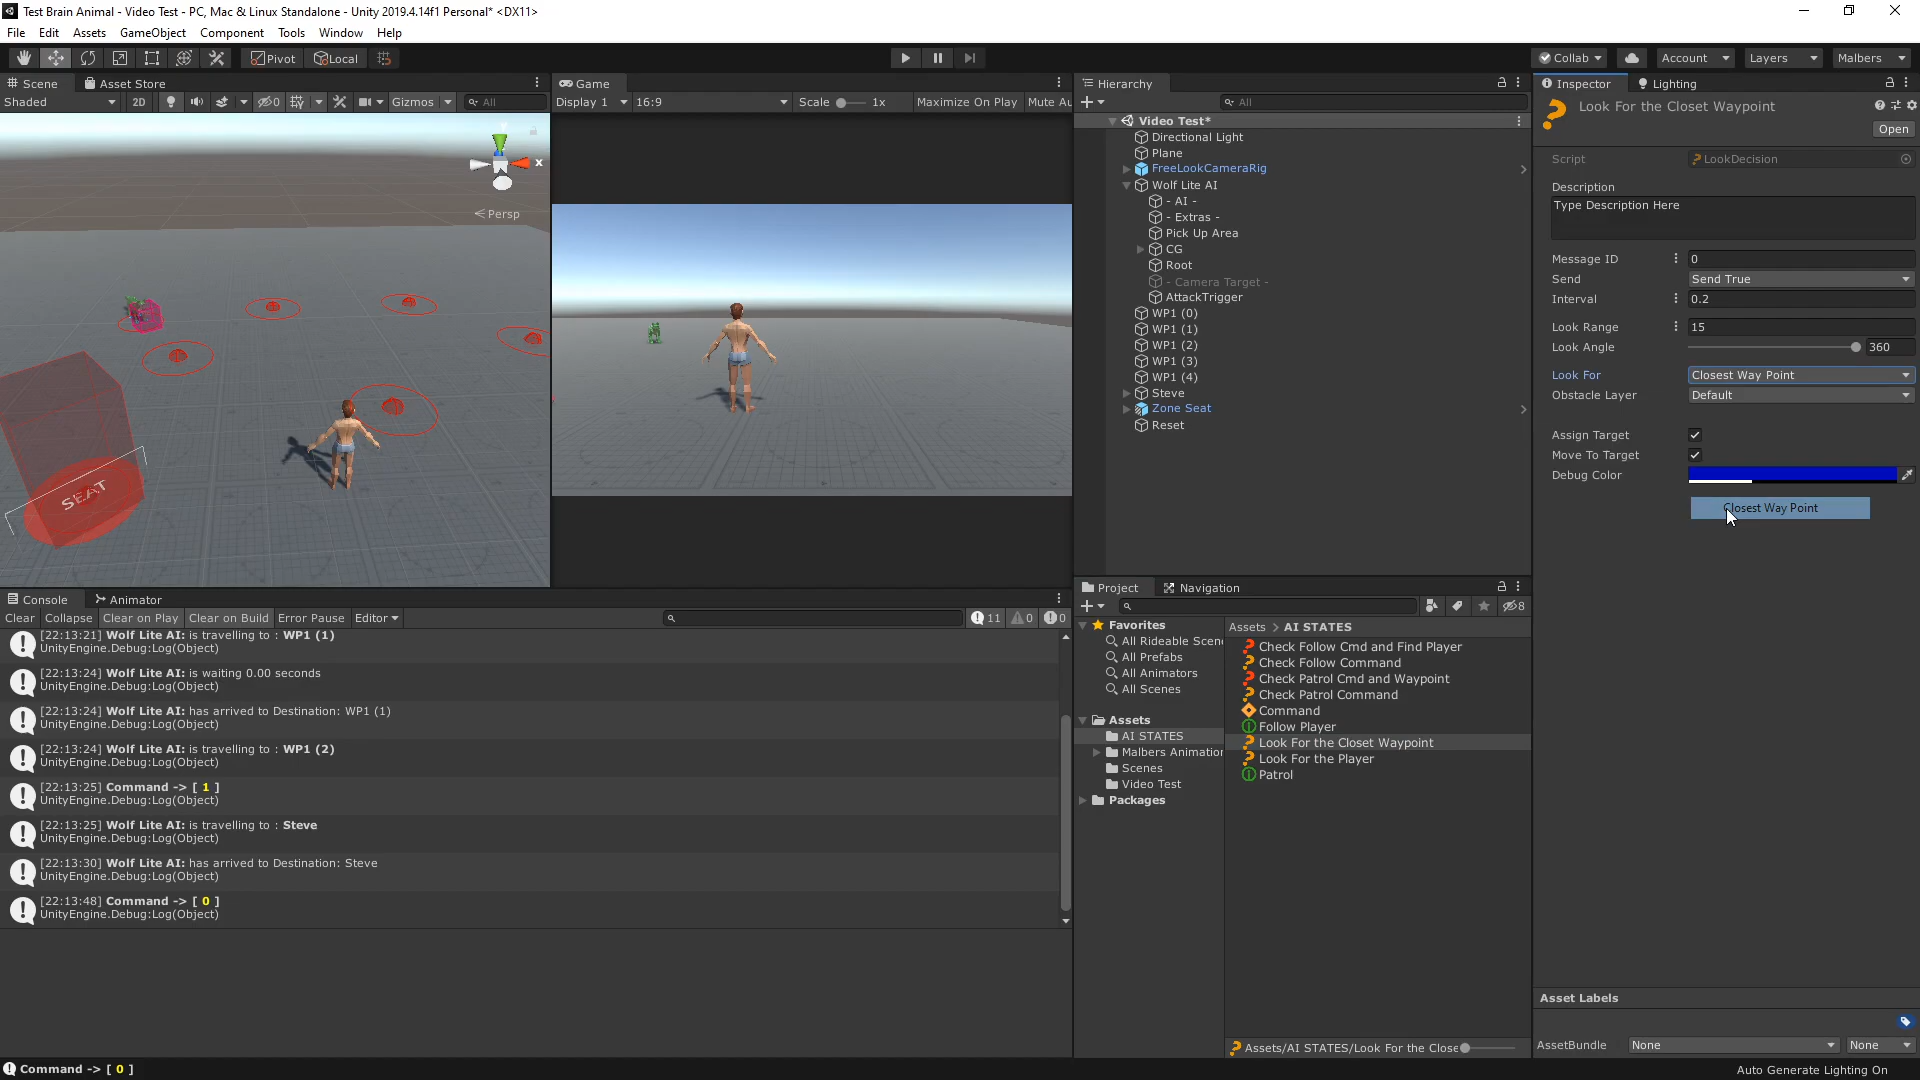 Test Brain Animal - Video Test - PC, Mac & Linux Standalone - Unity 2019.4.14f1 Personal* <DX11>
File Edit Assets GameObject Component Tools Window Help
Pivot Local
Collab Account Layers Malbers
Scene Asset Store
Shaded 2D 0 Gizmos All
x
Persp
SEAT
Game
Display 1 16:9 Scale 1x Maximize On Play Mute Au
Hierarchy
All
Video Test*
Directional Light
Plane
FreeLookCameraRig
Wolf Lite AI
- AI -
- Extras -
Pick Up Area
CG
Root
- Camera Target -
AttackTrigger
WP1 (0)
WP1 (1)
WP1 (2)
WP1 (3)
WP1 (4)
Steve
Zone Seat
Reset
Inspector Lighting
Look For the Closet Waypoint
Open
Script LookDecision
Description
Type Description Here
Message ID 0
Send Send True
Interval 0.2
Look Range 15
Look Angle 360
Look For Closest Way Point
Obstacle Layer Default
Assign Target
Move To Target
Debug Color
Closest Way Point
Console Animator
Clear Collapse Clear on Play Clear on Build Error Pause Editor 11 0 0
[22:13:21] Wolf Lite AI: is travelling to : WP1 (1)
UnityEngine.Debug:Log(Object)
[22:13:24] Wolf Lite AI: is waiting 0.00 seconds
UnityEngine.Debug:Log(Object)
[22:13:24] Wolf Lite AI: has arrived to Destination: WP1 (1)
UnityEngine.Debug:Log(Object)
[22:13:24] Wolf Lite AI: is travelling to : WP1 (2)
UnityEngine.Debug:Log(Object)
[22:13:25] Command -> [ 1 ]
UnityEngine.Debug:Log(Object)
[22:13:25] Wolf Lite AI: is travelling to : Steve
UnityEngine.Debug:Log(Object)
[22:13:30] Wolf Lite AI: has arrived to Destination: Steve
UnityEngine.Debug:Log(Object)
[22:13:48] Command -> [ 0 ]
UnityEngine.Debug:Log(Object)
Project Navigation
8
Favorites
All Rideable Scen
All Prefabs
All Animators
All Scenes
Assets
AI STATES
Malbers Animation
Scenes
Video Test
Packages
Assets > AI STATES
Check Follow Cmd and Find Player
Check Follow Command
Check Patrol Cmd and Waypoint
Check Patrol Command
Command
Follow Player
Look For the Closet Waypoint
Look For the Player
Patrol
Assets/AI STATES/Look For the Close
Asset Labels
AssetBundle None None
Command -> [ 0 ]
Auto Generate Lighting On